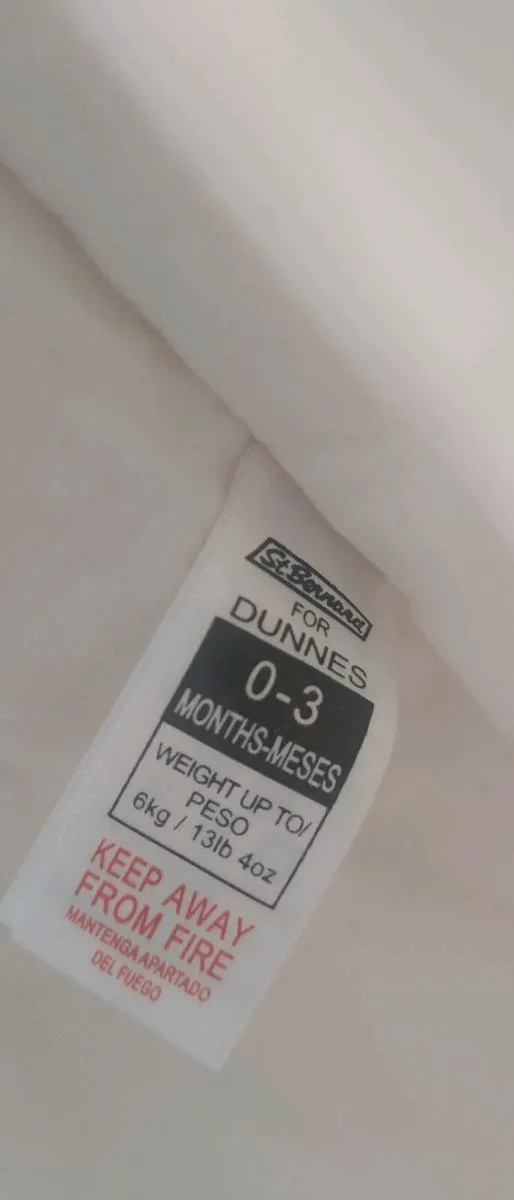 St Bernard
FOR
DUNNES
0-3
MONTHS-MESES
WEIGHT UP TO/
PESO
6kg / 13lb 4oz
KEEP AWAY
FROM FIRE
MANTENGA APARTADO
DEL FUEGO